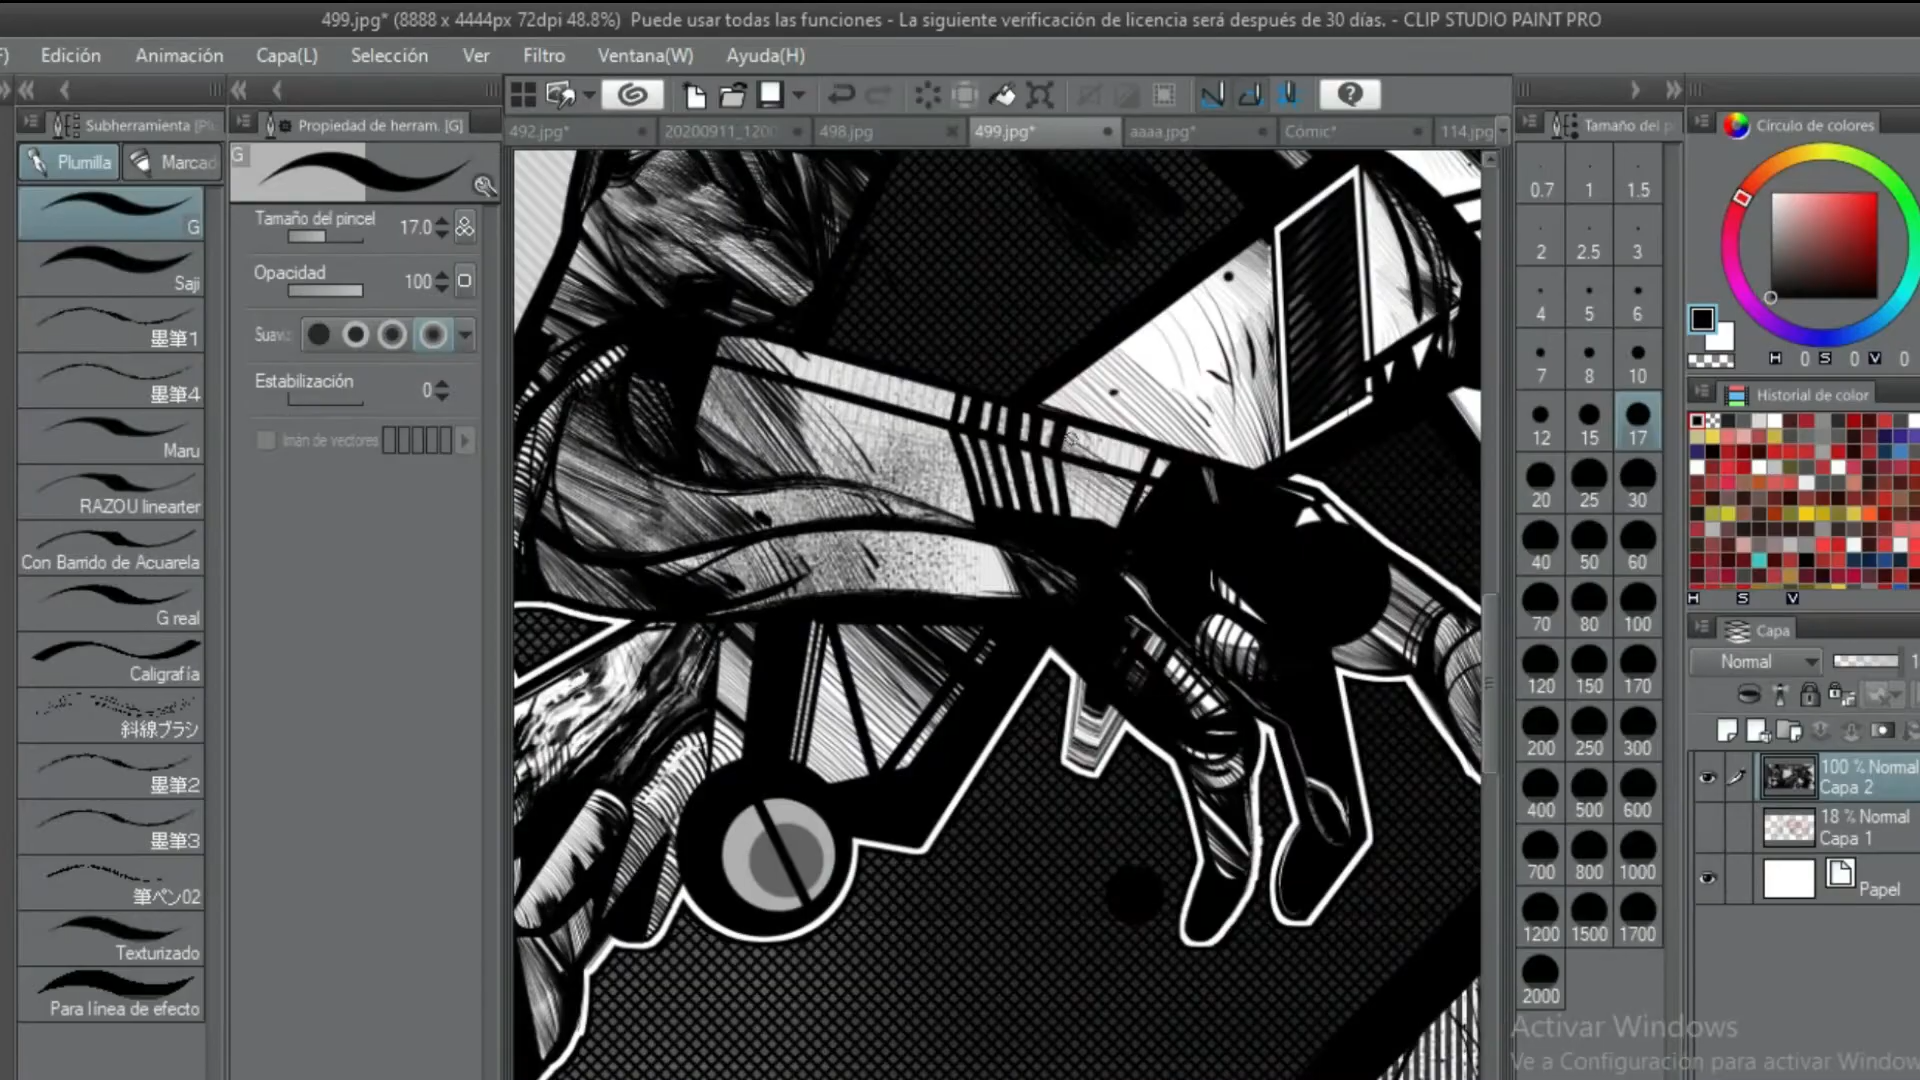 499.jpg* (8888 x 4444px 72dpi 48.8%) Puede usar todas las funciones - La siguiente verificación de licencia será después de 30 días. - CLIP STUDIO PAINT PRO
Edición Animación Capa(L) Selección Ver Filtro Ventana(W) Ayuda(H)
Subherramienta
Propiedad de herram. [G]
492.jpg* 20200911_1200 498.jpg 499.jpg* aaaa.jpg* Cómic* 114.jpg
Tamaño del p
Círculo de colores
Plumilla Marcad
G
G
Saji
墨筆1
墨筆4
Maru
RAZOU linearter
Con Barrido de Acuarela
G real
Caligrafía
斜線ブラシ
墨筆2
墨筆3
筆ペン02
Texturizado
Para línea de efecto
Tamaño del pincel 17.0
Opacidad 100
Suaviz
Estabilización 0
Imán de vectores
0.7 1 1.5
2 2.5 3
4 5 6
7 8 10
12 15 17
20 25 30
40 50 60
70 80 100
120 150 170
200 250 300
400 500 600
700 800 1000
1200 1500 1700
2000
H 0 S 0 V 0
Historial de color
H S V
Capa
Normal
100 % Normal
Capa 2
18 % Normal
Capa 1
Papel
Activar Windows
Ve a Configuración para activar Window